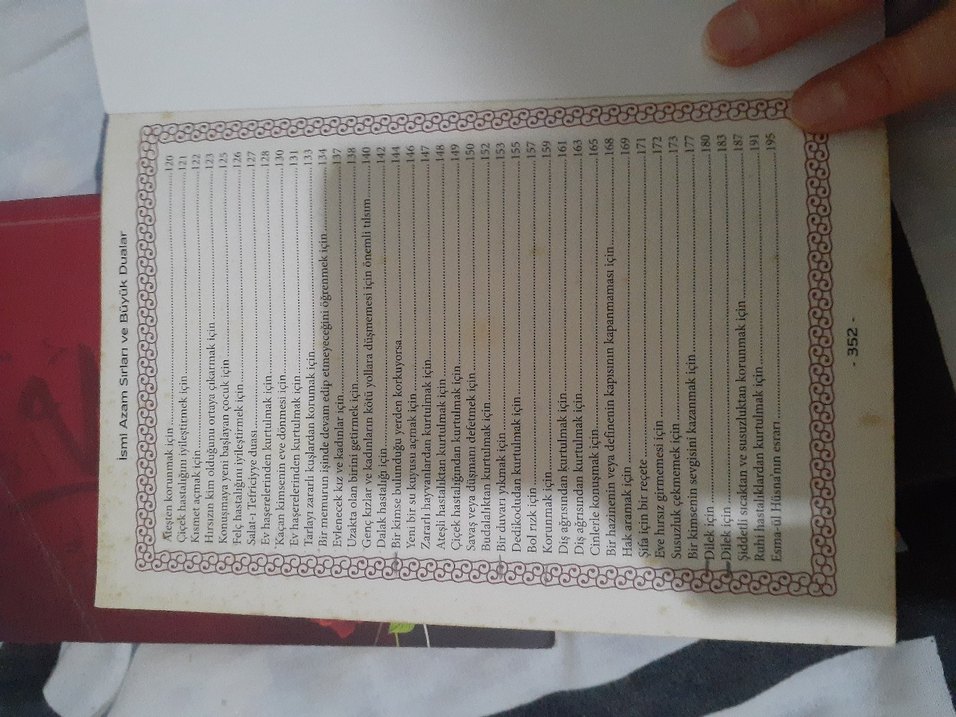 İsmi Azam Sırları ve Büyük Dualar
Ateşten korunmak için 120
Çiçek hastalığını iyileştirmek için 121
Kısmet açmak için 122
Hırsızın kim olduğunu ortaya çıkarmak için 123
Konuşmaya yeni başlayan çocuk için 125
Felç hastalığını iyileştirmek için 126
Salat-ı Tefriciyye duası 127
Ev haşerelerinden kurtulmak için 128
Kaçan kimsenin eve dönmesi için 130
Ev haşerelerinden kurtulmak için 131
Tarlayı zararlı kuşlardan korumak için 133
Bir memurun işinde devam edip etmeyeceğini öğrenmek için 134
Evlenecek kız ve kadınlar için 137
Uzakta olan birini getirmek için 138
Genç kızlar ve kadınların kötü yollara düşmemesi için önemli tılsım 140
Dalak hastalığı için 142
Bir kimse bulunduğu yerden korkuyorsa 144
Yeni bir su kuyusu açmak için 146
Zararlı hayvanlardan kurtulmak için 147
Ateşli hastalıktan kurtulmak için 148
Çiçek hastalığından kurtulmak için 149
Savaş veya düşmanı defetmek için 150
Budalalıktan kurtulmak için 152
Bir duvarı yıkmak için 153
Dedikodudan kurtulmak için 155
Bol rızk için 157
Korunmak için 159
Diş ağrısından kurtulmak için 161
Diş ağrısından kurtulmak için 163
Cinlerle konuşmak için 165
Bir hazinenin veya definenin kapısının kapanmaması için 168
Hak aramak için 169
Şifa için bir reçete 171
Eve hırsız girmemesi için 172
Susuzluk çekmemek için 173
Bir kimsenin sevgisini kazanmak için 177
Dilek için 180
Dilek için 183
Şiddetli sıcaktan ve susuzluktan korunmak için 187
Ruhi hastalıklardan kurtulmak için 191
Esma-ül Hüsna'nın esrarı 195
- 352 -